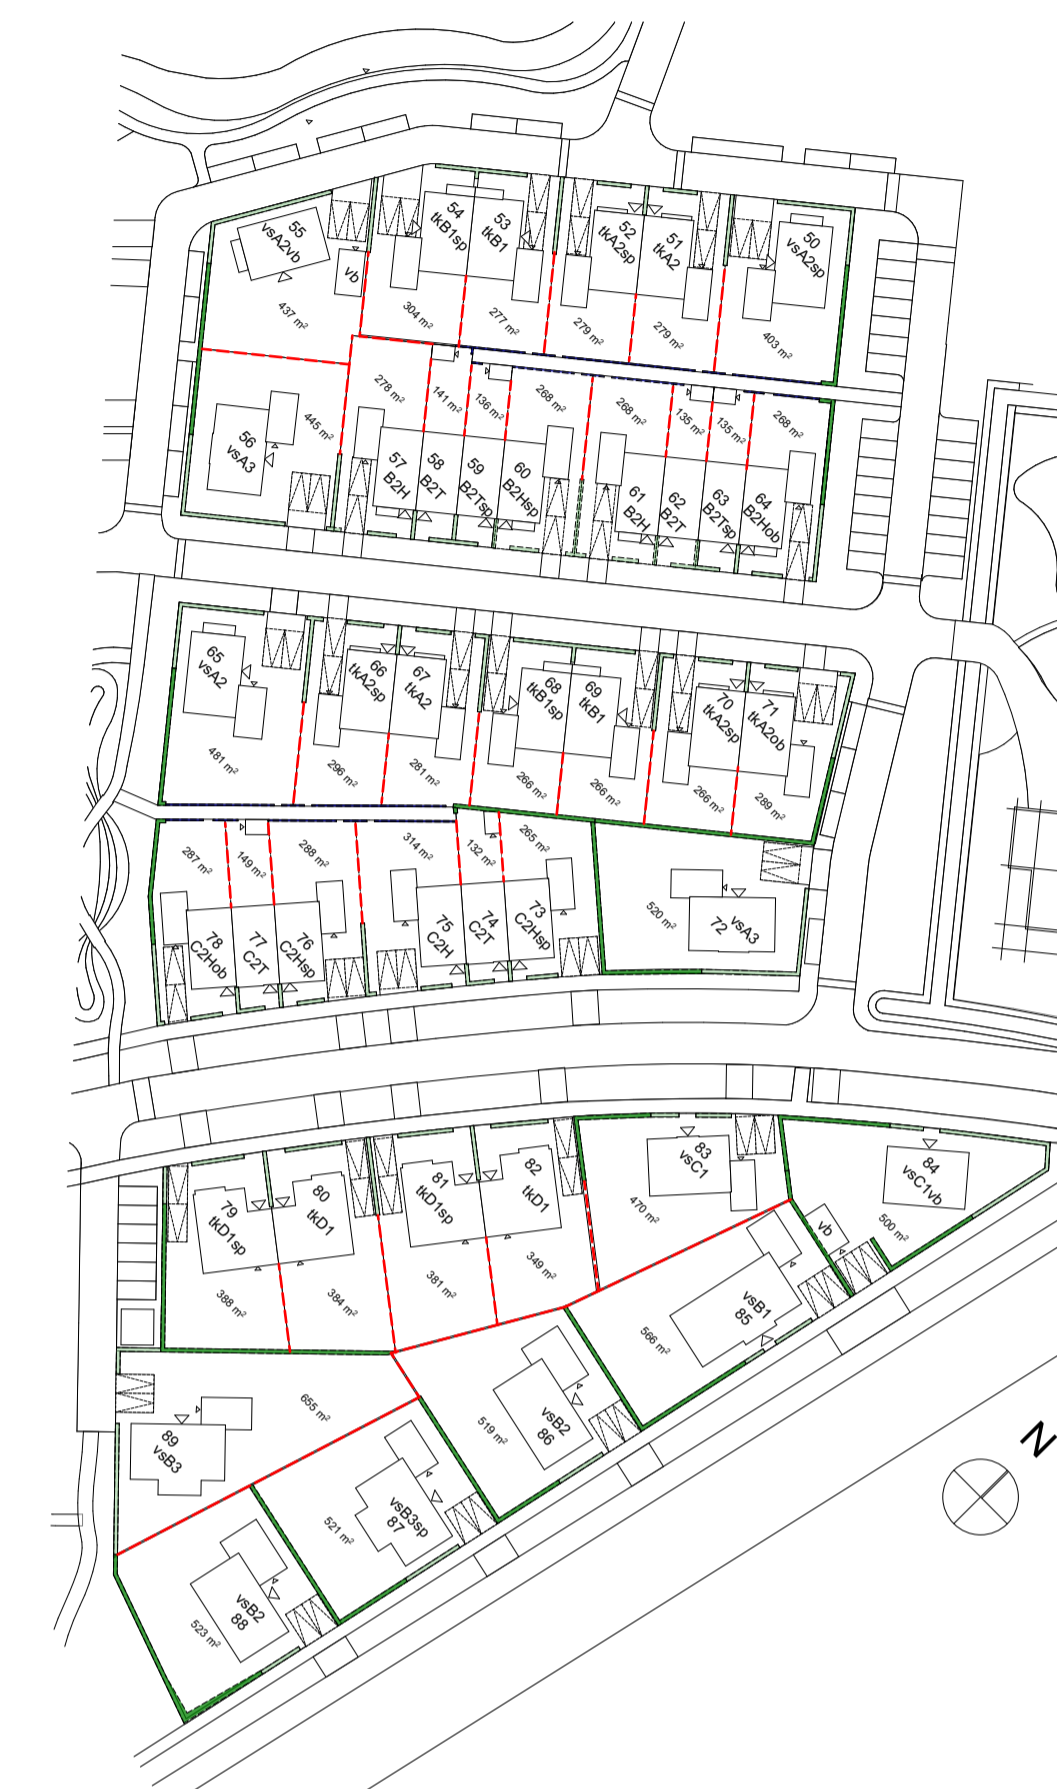 54
tkB1sp
53
tkB1
52
tkA2sp
51
tkA2
50
vsA2sp
55
vsA2vb
vb
437 m²
304 m²
277 m²
279 m²
279 m²
403 m²
56
vsA3
445 m²
278 m²
141 m²
136 m²
268 m²
268 m²
135 m²
135 m²
268 m²
57
B2H
58
B2T
59
B2Tsp
60
B2Hsp
61
B2H
62
B2T
63
B2Tsp
64
B2Hob
65
vsA2
66
tkA2sp
67
tkA2
68
tkB1sp
69
tkB1
70
tkA2sp
71
tkA2ob
481 m²
296 m²
281 m²
266 m²
266 m²
266 m²
289 m²
287 m²
149 m²
288 m²
314 m²
132 m²
265 m²
520 m²
78
C2Hob
77
C2T
76
C2Hsp
75
C2H
74
C2T
73
C2Hsp
vsA3
72
79
tkD1sp
80
tkD1
81
tkD1sp
82
tkD1
83
vsC1
84
vsC1vb
vb
388 m²
384 m²
381 m²
349 m²
470 m²
500 m²
vsB1
85
566 m²
vsB2
86
519 m²
655 m²
89
vsB3
vsB3sp
87
521 m²
vsB2
88
523 m²
N